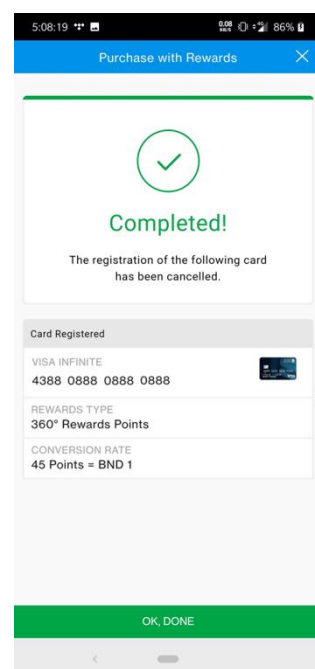 5:08:19
0.08
KB/S
4G
86%
Purchase with Rewards
Completed!
The registration of the following card
has been cancelled.
Card Registered
VISA INFINITE
4388 0888 0888 0888
REWARDS TYPE
360° Rewards Points
CONVERSION RATE
45 Points = BND 1
OK, DONE